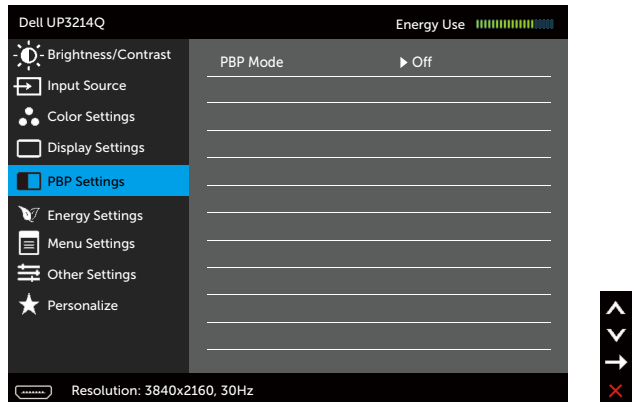 Dell UP3214Q
Energy Use
Brightness/Contrast
PBP Mode
Off
Input Source
Color Settings
Display Settings
PBP Settings
Energy Settings
Menu Settings
Other Settings
Personalize
Resolution: 3840x2160, 30Hz